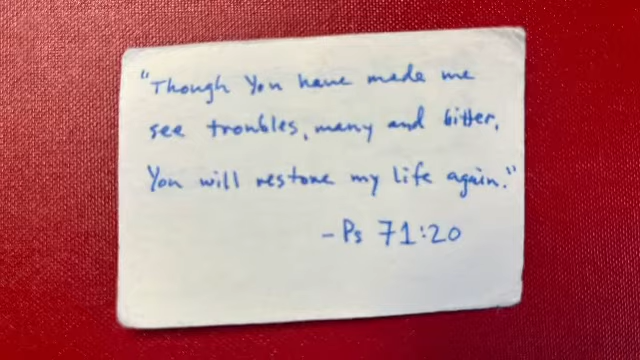 "Though You have made me
see troubles, many and bitter,
You will restore my life again."
- Ps 71:20